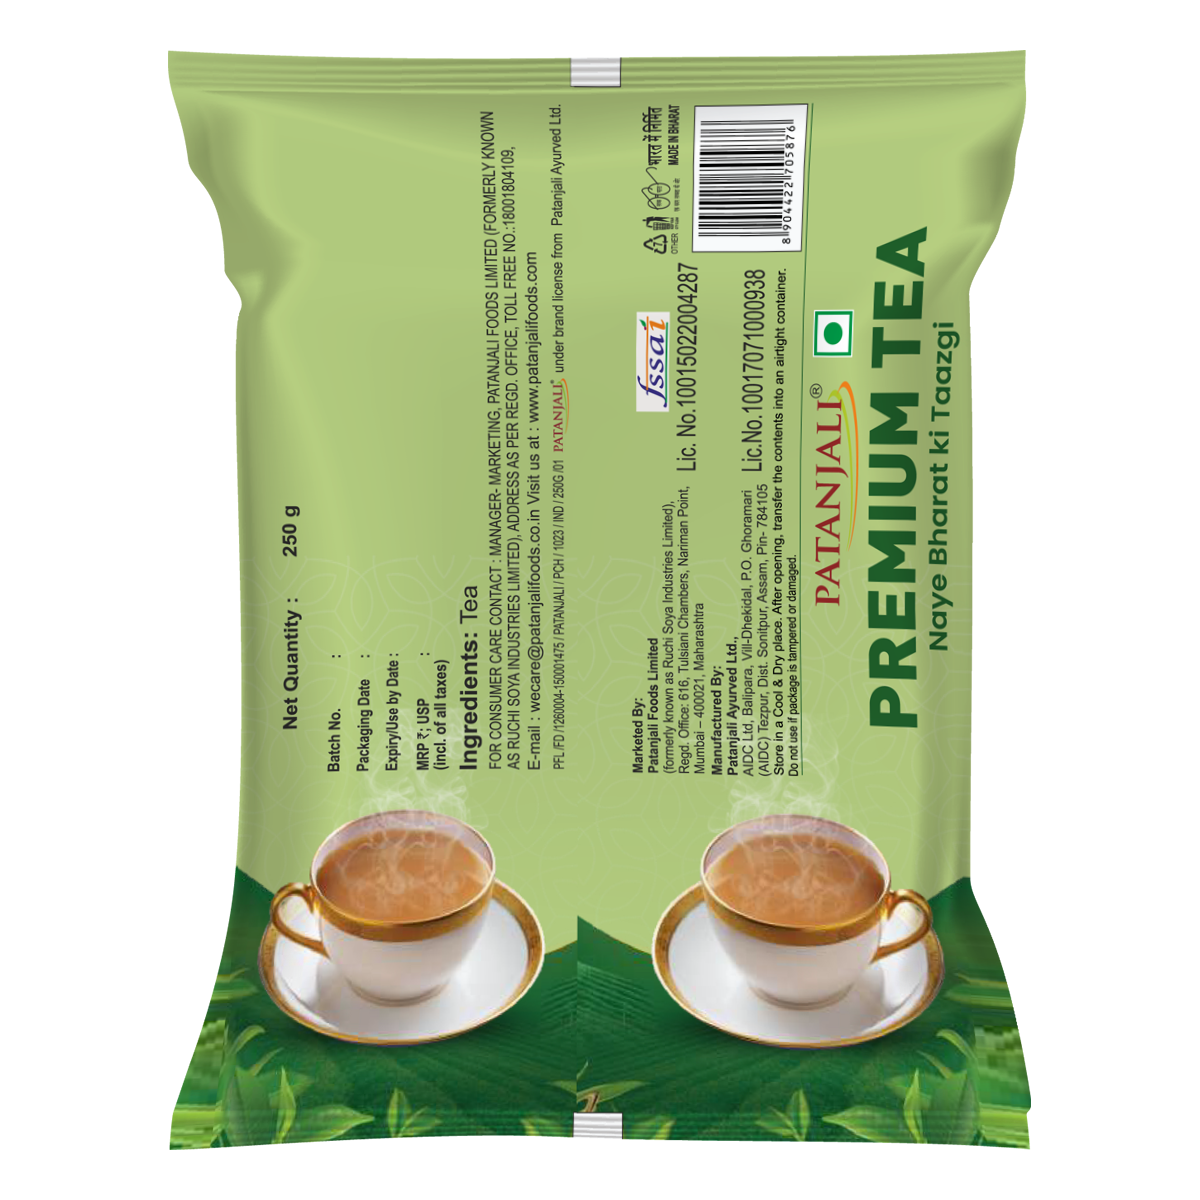 Net Quantity : 250 g
Batch No. :
Packaging Date :
Expiry/Use by Date :
MRP ₹; USP :
(incl. of all taxes)
Ingredients: Tea
FOR CONSUMER CARE CONTACT : MANAGER- MARKETING, PATANJALI FOODS LIMITED (FORMERLY KNOWN
AS RUCHI SOYA INDUSTRIES LIMITED), ADDRESS AS PER REGD. OFFICE, TOLL FREE NO.:18001804109,
E-mail : wecare@patanjalifoods.co.in Visit us at : www.patanjalifoods.com
PFL /FD /1260004-150001475 / PATANJALI / PCH / 1023 / IND / 250G /01 PATANJALI® under brand license from Patanjali Ayurved Ltd.
Marketed By:
Patanjali Foods Limited
(formerly known as Ruchi Soya Industries Limited),
Regd. Office: 616, Tulsiani Chambers, Nariman Point,
Mumbai – 400021, Maharashtra
Manufactured By:
Patanjali Ayurved Ltd.,
AIDC Ltd, Balipara, Vill-Dhekidal, P.O. Ghoramari
(AIDC) Tezpur, Dist. Sonitpur, Assam, Pin- 784105
Store in a Cool & Dry place. After opening, transfer the contents into an airtight container.
Do not use if package is tampered or damaged.
fssai
Lic. No.10015022004287
Lic.No.10017071000938
OTHER
भारत में निर्मित
MADE IN BHARAT
8 904422 705876
PATANJALI®
PREMIUM TEA
Naye Bharat ki Taazgi